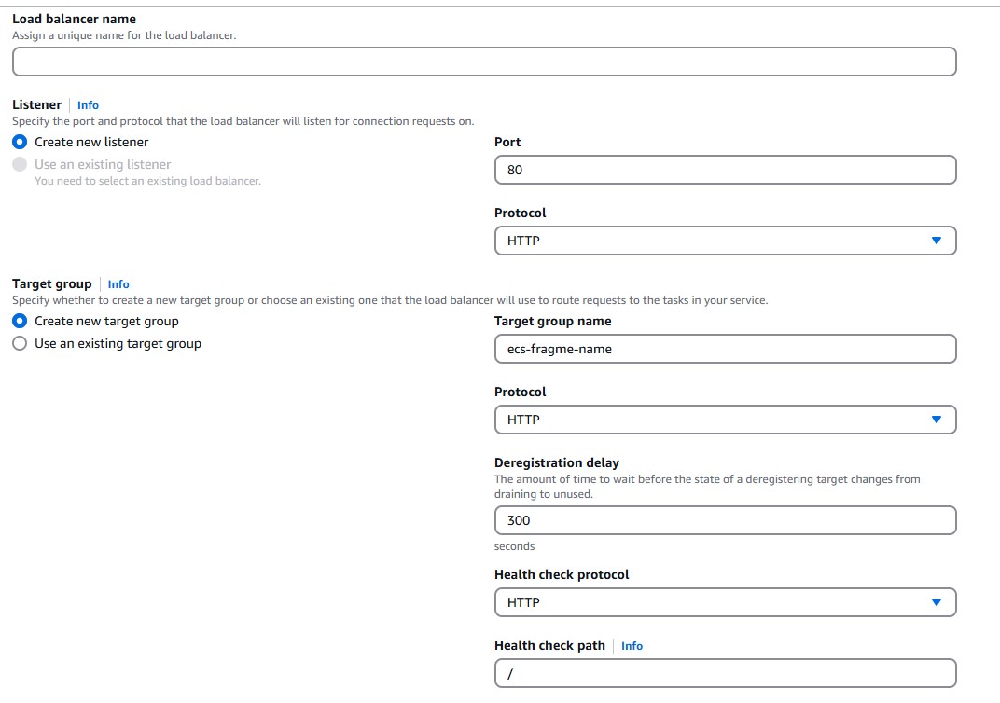 Load balancer name
Assign a unique name for the load balancer.
Listener Info
Specify the port and protocol that the load balancer will listen for connection requests on.
Create new listener
Use an existing listener
You need to select an existing load balancer.
Port
80
Protocol
HTTP
Target group Info
Specify whether to create a new target group or choose an existing one that the load balancer will use to route requests to the tasks in your service.
Create new target group
Use an existing target group
Target group name
ecs-fragme-name
Protocol
HTTP
Deregistration delay
The amount of time to wait before the state of a deregistering target changes from
draining to unused.
300
seconds
Health check protocol
HTTP
Health check path Info
/